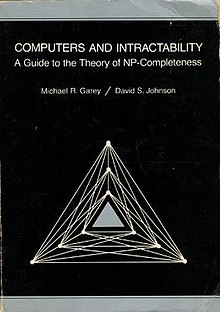 COMPUTERS AND INTRACTABILITY
A Guide to the Theory of NP-Completeness
Michael R. Garey / David S. Johnson